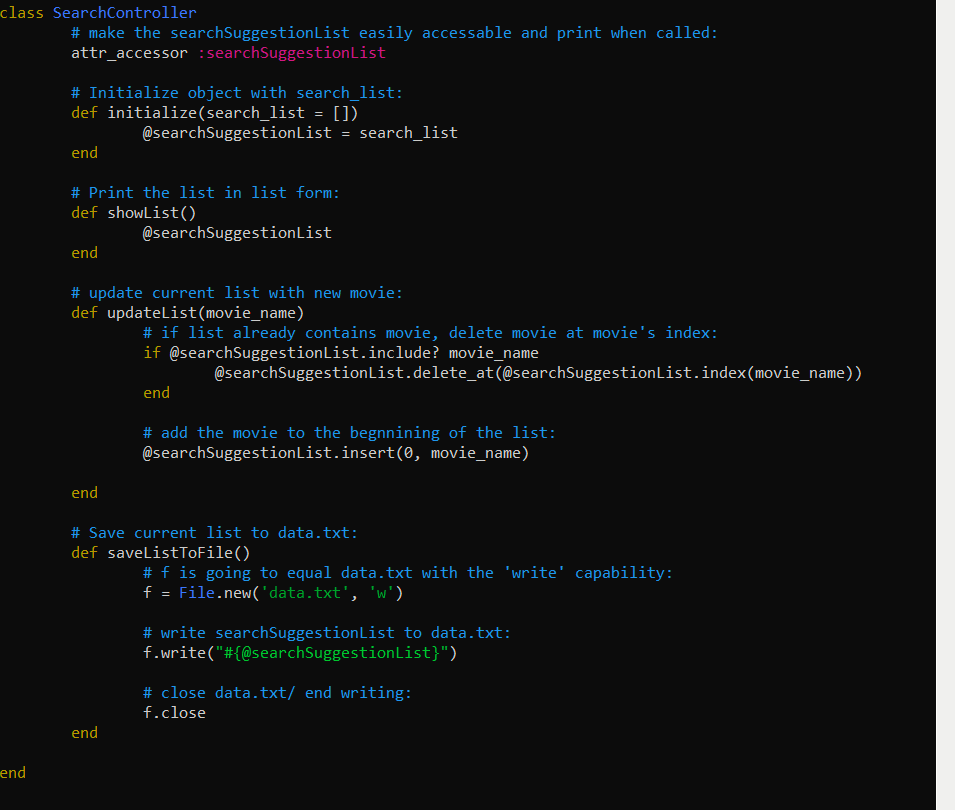 class SearchController
# make the searchSuggestionList easily accessable and print when called:
attr_accessor :searchSuggestionList
# Initialize object with search_list:
def initialize(search_list = [])
@searchSuggestionList = search_list
end
# Print the list in list form:
def showList()
@searchSuggestionList
end
# update current list with new movie:
def updateList(movie_name)
# if list already contains movie, delete movie at movie's index:
if @searchSuggestionList.include? movie_name
@searchSuggestionList.delete_at(@searchSuggestionList.index(movie_name))
end
# add the movie to the begnnining of the list:
@searchSuggestionList.insert(0, movie_name)
end
# Save current list to data.txt:
def saveListToFile()
# f is going to equal data.txt with the 'write' capability:
f = File.new('data.txt', 'w')
# write searchSuggestionList to data.txt:
f.write("#{@searchSuggestionList}")
# close data.txt/ end writing:
f.close
end
end